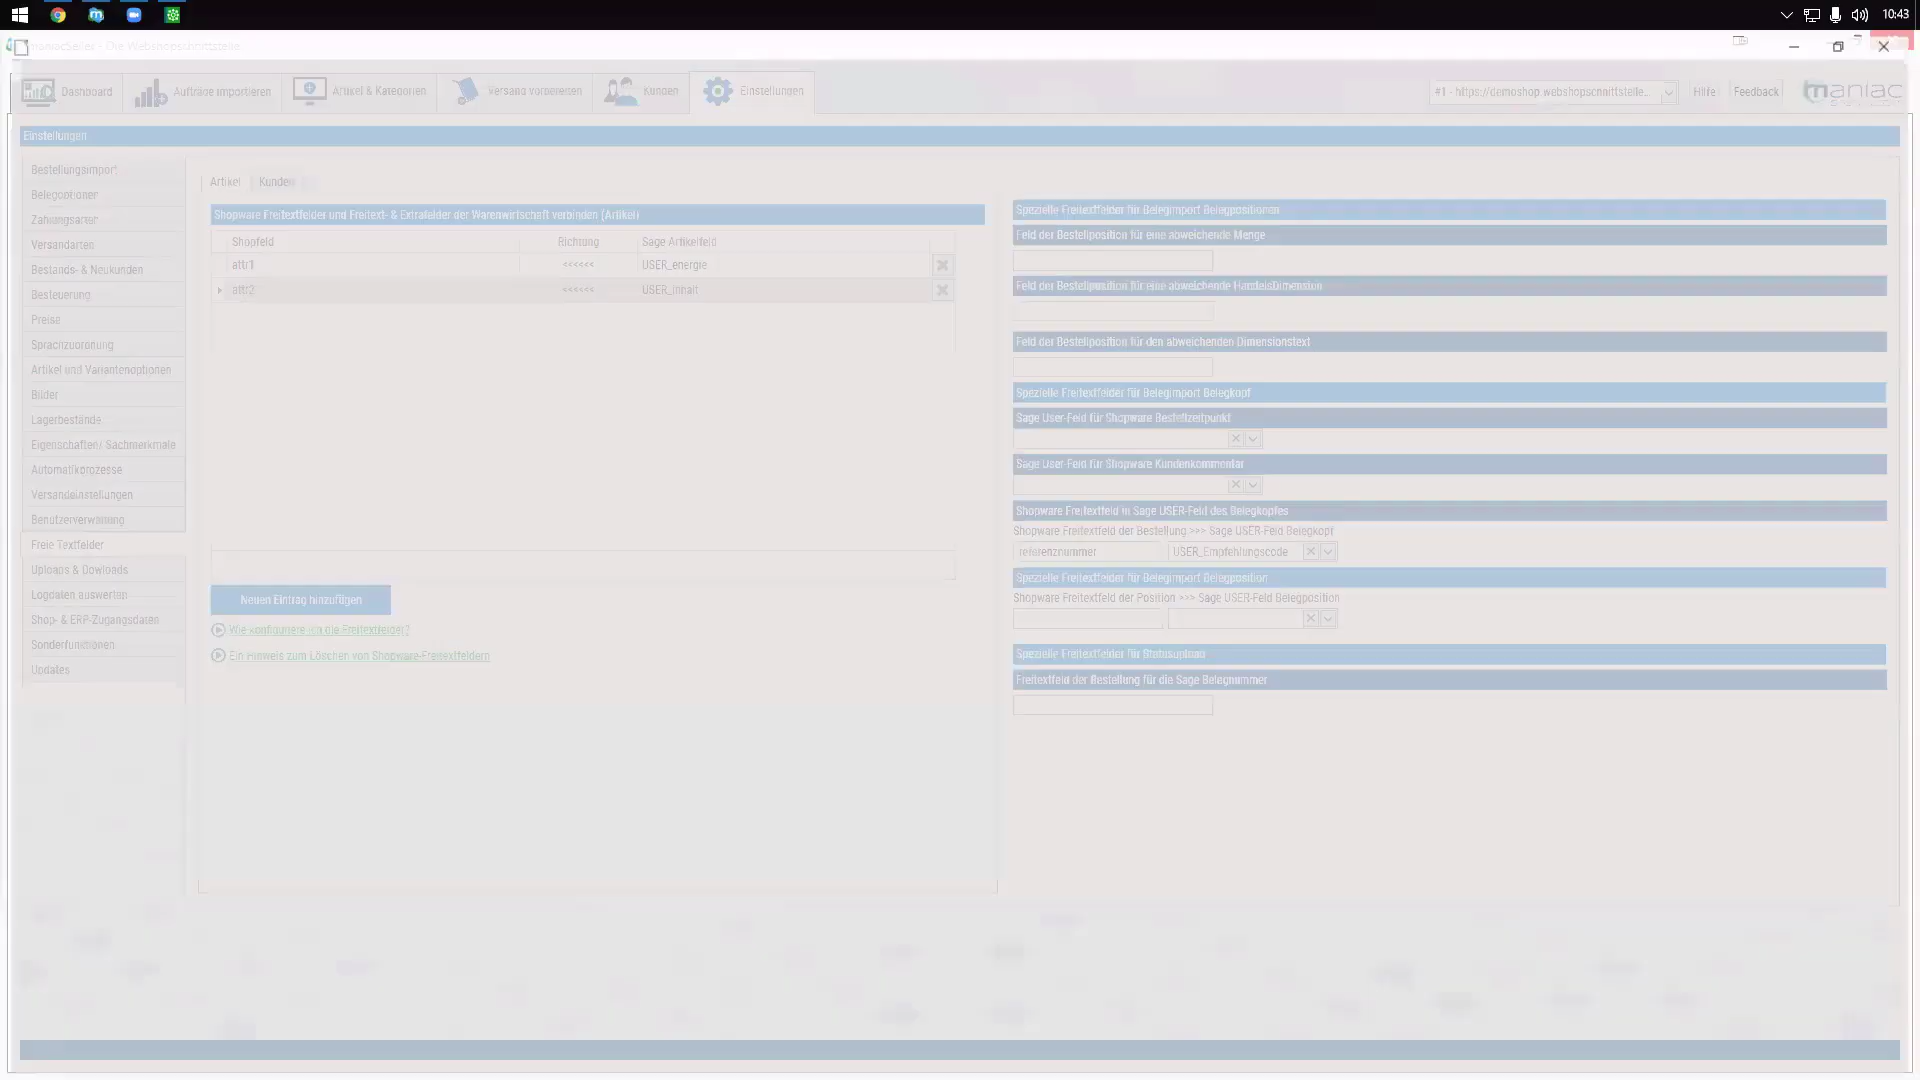 10:43
maniacSeller - Die Webshopschnittstelle
Dashboard
Aufträge importieren
Artikel & Kategorien
Versand vorbereiten
Kunden
Einstellungen
#1 - https://demoshop.webshopschnittstelle...
Hilfe
Feedback
maniac
Einstellungen
Bestellungsimport
Belegoptionen
Zahlungsarten
Versandarten
Bestands- & Neukunden
Besteuerung
Preise
Sprachzuordnung
Artikel und Variantenoptionen
Bilder
Lagerbestände
Eigenschaften/ Sachmerkmale
Automatikprozesse
Versandeinstellungen
Benutzerverwaltung
Freie Textfelder
Uploads & Dowloads
Logdaten auswerten
Shop- & ERP-Zugangsdaten
Sonderfunktionen
Updates
Artikel
Kunden
Shopware Freitextfelder und Freitext- & Extrafelder der Warenwirtschaft verbinden (Artikel)
Shopfeld Richtung Sage Artikelfeld
attr1 <<<<<< USER_energie
attr2 <<<<<< USER_Inhalt
Neuen Eintrag hinzufügen
Wie konfiguriere ich die Freitextfelder?
Ein Hinweis zum Löschen von Shopware-Freitextfeldern
Spezielle Freitextfelder für Belegimport Belegpositionen
Feld der Bestellposition für eine abweichende Menge
Feld der Bestellposition für eine abweichende HandelsDimension
Feld der Bestellposition für den abweichenden Dimensionstext
Spezielle Freitextfelder für Belegimport Belegkopf
Sage User-Feld für Shopware Bestellzeitpunkt
Sage User-Feld für Shopware Kundenkommentar
Shopware Freitextfeld in Sage USER-Feld des Belegkopfes
Shopware Freitextfeld der Bestellung >>> Sage USER-Feld Belegkopf
referenznummer USER_Empfehlungscode
Spezielle Freitextfelder für Belegimport Belegposition
Shopware Freitextfeld der Position >>> Sage USER-Feld Belegposition
Spezielle Freitextfelder für Statusupload
Freitextfeld der Bestellung für die Sage Belegnummer